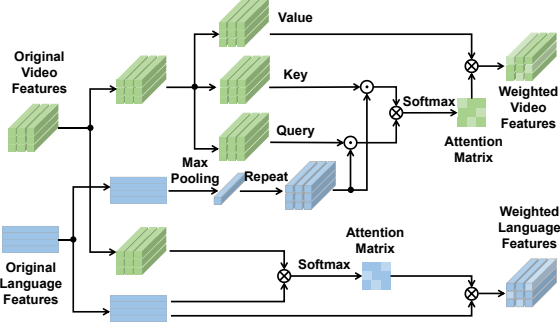 Original
Video
Features
Value
Key
Query
Softmax
Attention
Matrix
Weighted
Video
Features
Max
Pooling
Repeat
Original
Language
Features
Softmax
Attention
Matrix
Weighted
Language
Features